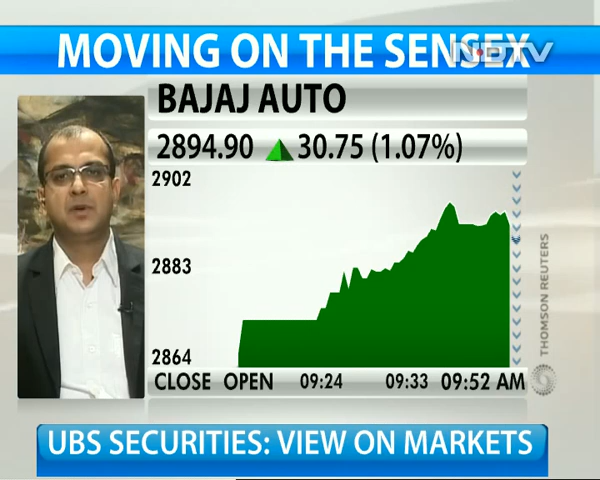 MOVING ON THE SENSEX
NDTV
BAJAJ AUTO
2894.90 30.75 (1.07%)
2902
2883
2864
CLOSE OPEN 09:24 09:33 09:52 AM
THOMSON REUTERS
UBS SECURITIES: VIEW ON MARKETS